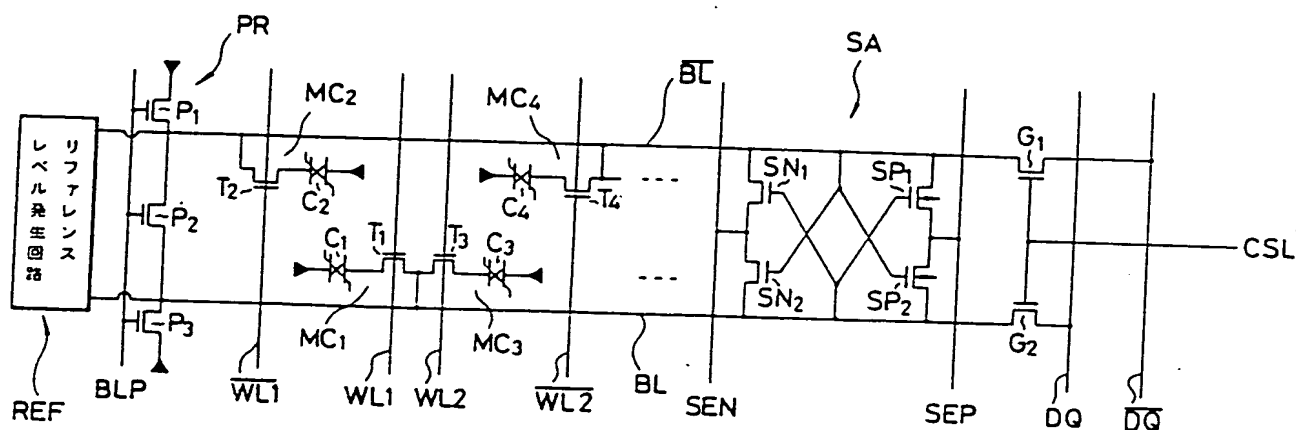 PR
SA
BL
MC2
MC4
P1
G1
SN1
SP1
リファレンス
レベル発生回路
T2
C2
C4
T4
P2
CSL
C1
T1
T3
C3
SN2
SP2
P3
MC1
MC3
G2
BLP
WL1
WL1
WL2
WL2
BL
SEN
SEP
DQ
DQ
REF